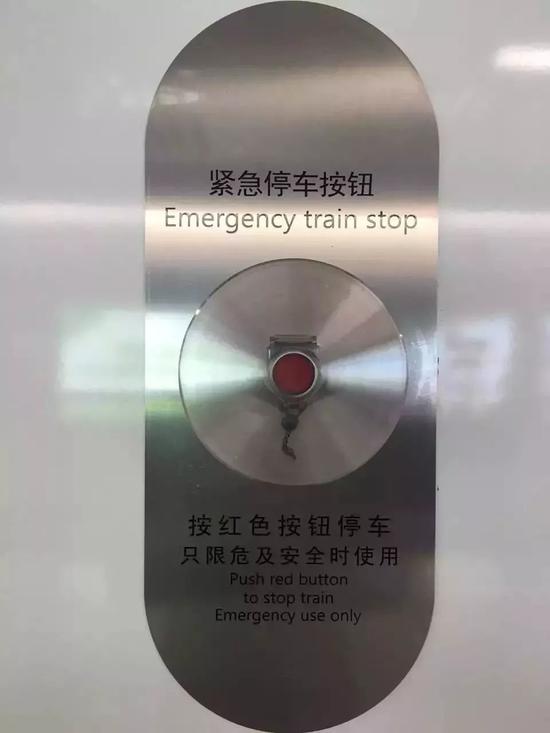 紧急停车按钮
Emergency train stop
按红色按钮停车
只限危及安全时使用
Push red button
to stop train
Emergency use only